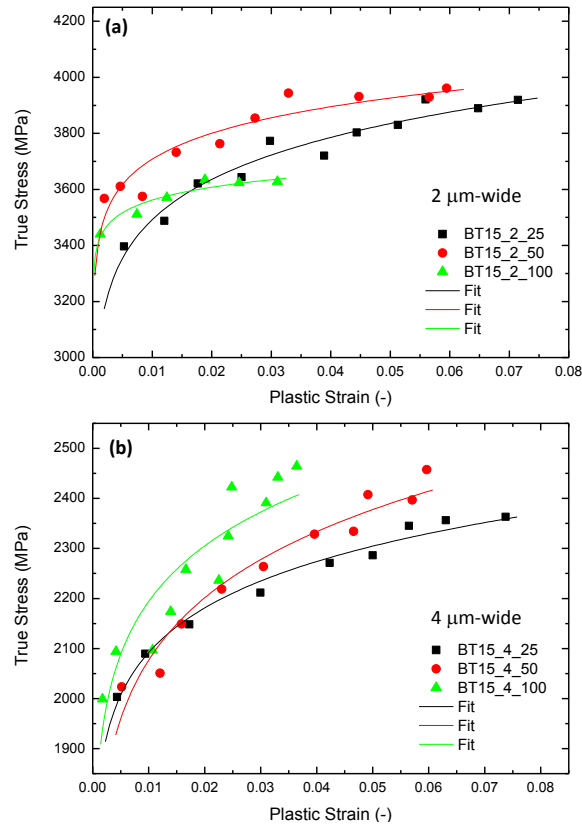 (a)
4200
4000
3800
3600
3400
3200
3000
True Stress (MPa)
2 μm-wide
BT15_2_25
BT15_2_50
BT15_2_100
Fit
Fit
Fit
0.00 0.01 0.02 0.03 0.04 0.05 0.06 0.07 0.08
Plastic Strain (-)
(b)
2500
2400
2300
2200
2100
2000
1900
True Stress (MPa)
4 μm-wide
BT15_4_25
BT15_4_50
BT15_4_100
Fit
Fit
Fit
0.00 0.01 0.02 0.03 0.04 0.05 0.06 0.07 0.08
Plastic Strain (-)